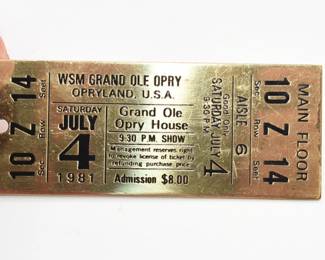 10 Z 14
Sec. Row Seat
WSM GRAND OLE OPRY
OPRYLAND, U.S.A.
SATURDAY
JULY
4
1981
Grand Ole
Opry House
9:30 P.M. SHOW
Management reserves right
to revoke license of ticket by
refunding purchase price
Admission $8.00
Good Only
SATURDAY, JULY 4
9:30 P.M.
AISLE 6
10 Z 14
Sec. Row Seat
MAIN FLOOR